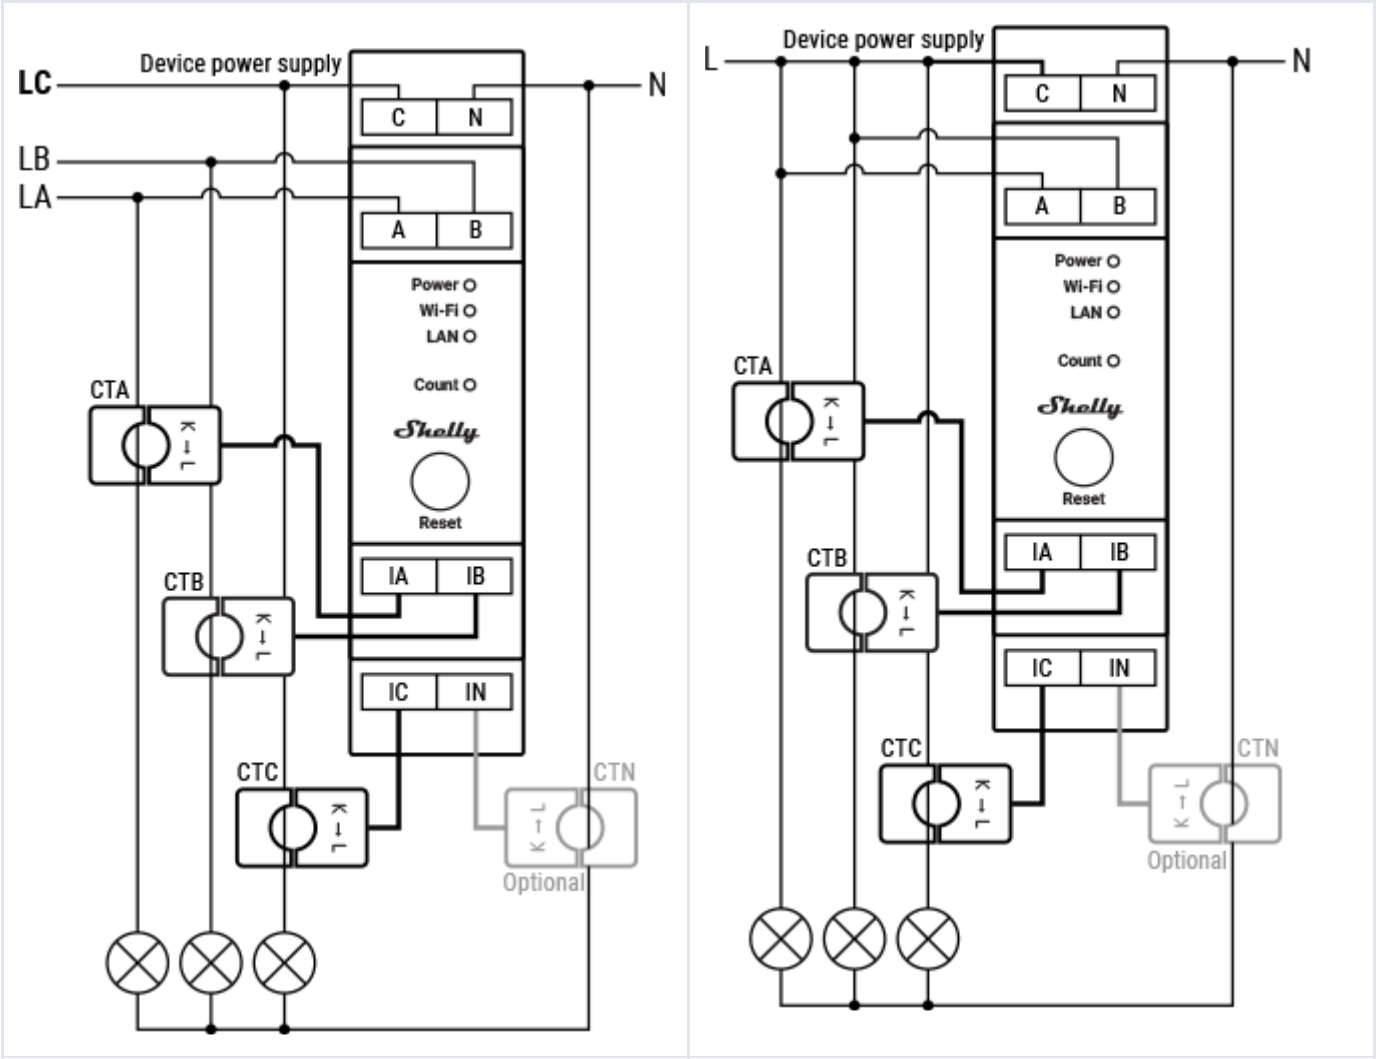 Device power supply
LC
N
C
N
LB
LA
A
B
Power
Wi-Fi
LAN
Count
CTA
K → L
Shelly
Reset
IA
IB
CTB
K → L
IC
IN
CTC
CTN
K → L
K → L
Optional
Device power supply
L
N
C
N
A
B
Power
Wi-Fi
LAN
Count
CTA
K → L
Shelly
Reset
IA
IB
CTB
K → L
IC
IN
CTC
CTN
K → L
K → L
Optional